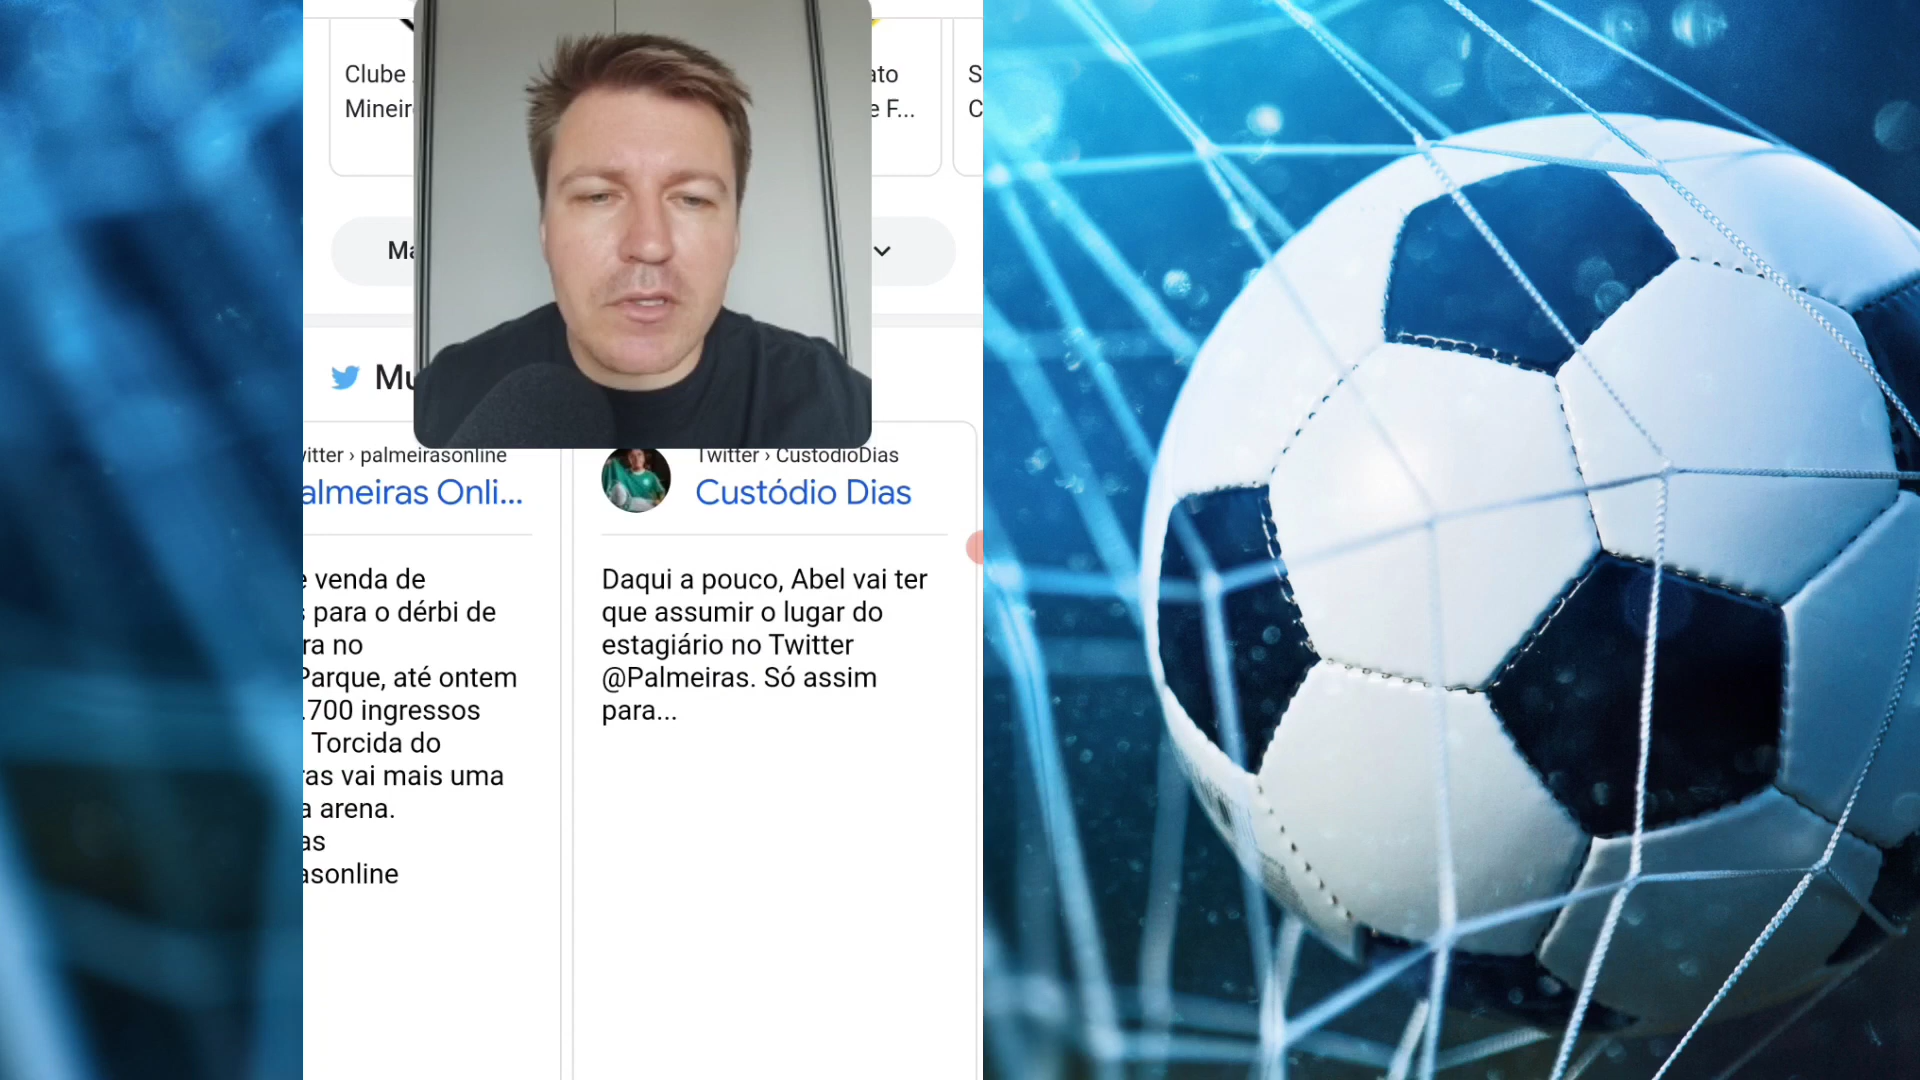 Clube
Mineir
ato
e F...
S
C
Ma
Mu
vitter › palmeirasonline
almeiras Onli...
e venda de
s para o dérbi de
ra no
Parque, até ontem
.700 ingressos
Torcida do
ras vai mais uma
a arena.
as
asonline
Twitter › CustodioDias
Custódio Dias
Daqui a pouco, Abel vai ter
que assumir o lugar do
estagiário no Twitter
@Palmeiras. Só assim
para...